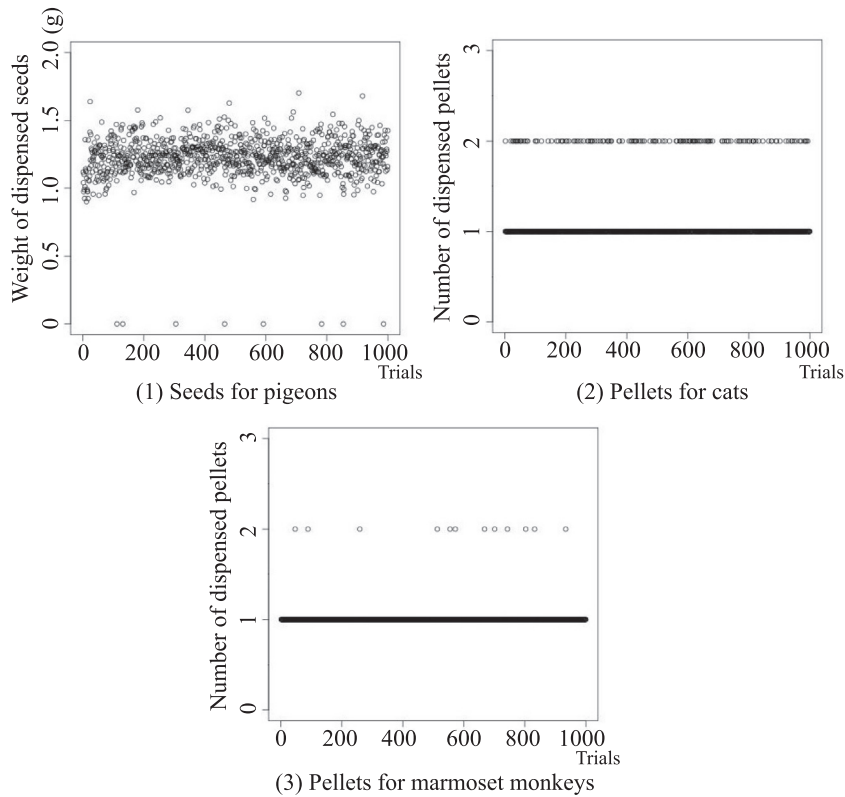 Weight of dispensed seeds (g)
2.0
1.5
1.0
0.5
0
0 200 400 600 800 1000
Trials
(1) Seeds for pigeons
Number of dispensed pellets
3
2
1
0
0 200 400 600 800 1000
Trials
(2) Pellets for cats
Number of dispensed pellets
3
2
1
0
0 200 400 600 800 1000
Trials
(3) Pellets for marmoset monkeys